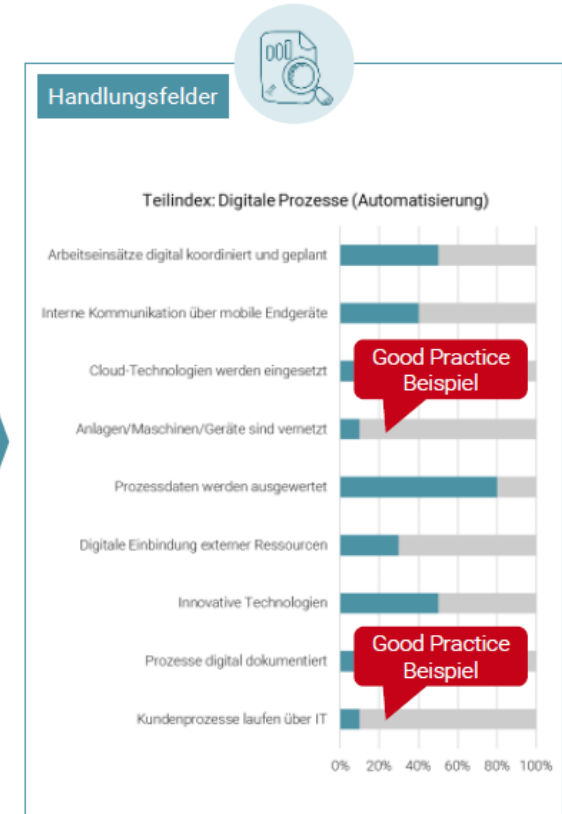 Handlungsfelder
Teilindex: Digitale Prozesse (Automatisierung)
Arbeitseinsätze digital koordiniert und geplant
Interne Kommunikation über mobile Endgeräte
Cloud-Technologien werden eingesetzt
Good Practice
Beispiel
Anlagen/Maschinen/Geräte sind vernetzt
Prozessdaten werden ausgewertet
Digitale Einbindung externer Ressourcen
Innovative Technologien
Prozesse digital dokumentiert
Good Practice
Beispiel
Kundenprozesse laufen über IT
0% 20% 40% 60% 80% 100%